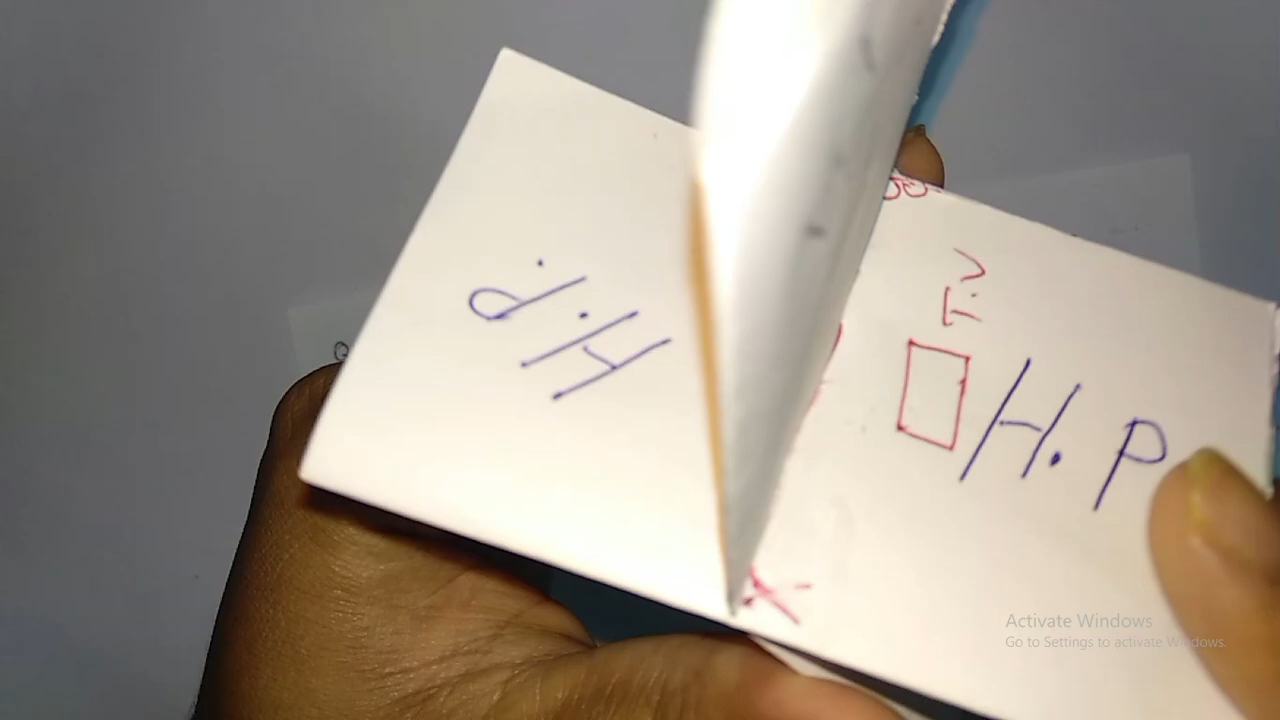 H.P.
T.V
H.P
Activate Windows
Go to Settings to activate Windows.